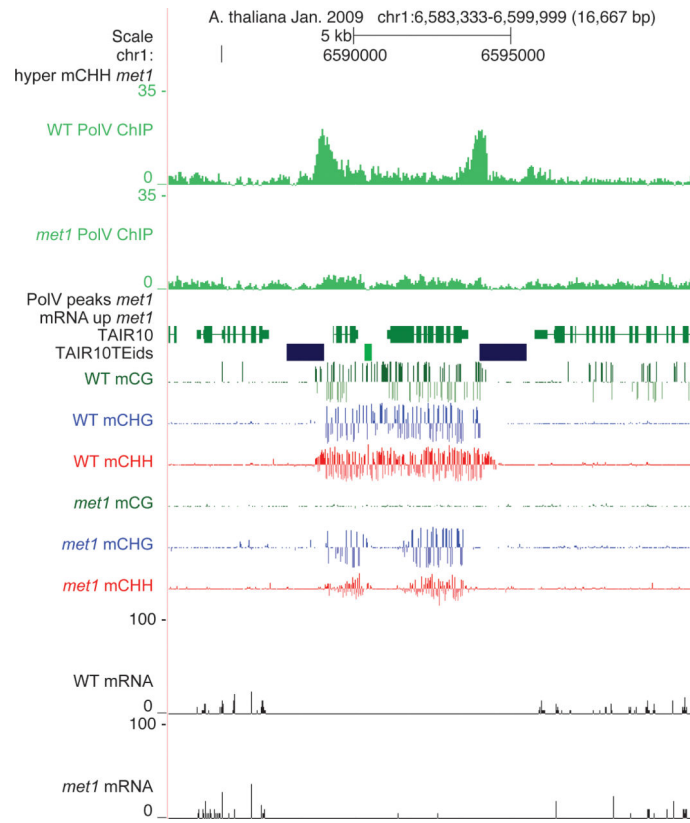 A. thaliana Jan. 2009 chr1:6,583,333-6,599,999 (16,667 bp)
Scale 5 kb
chr1: 6590000 6595000
hyper mCHH met1
35 -
WT PolV ChIP
0 -
35
met1 PolV ChIP
0 -
PolV peaks met1
mRNA up met1
TAIR10
TAIR10TEids
WT mCG
WT mCHG
WT mCHH
met1 mCG
met1 mCHG
met1 mCHH
100 -
WT mRNA
0 -
100 -
met1 mRNA
0 -